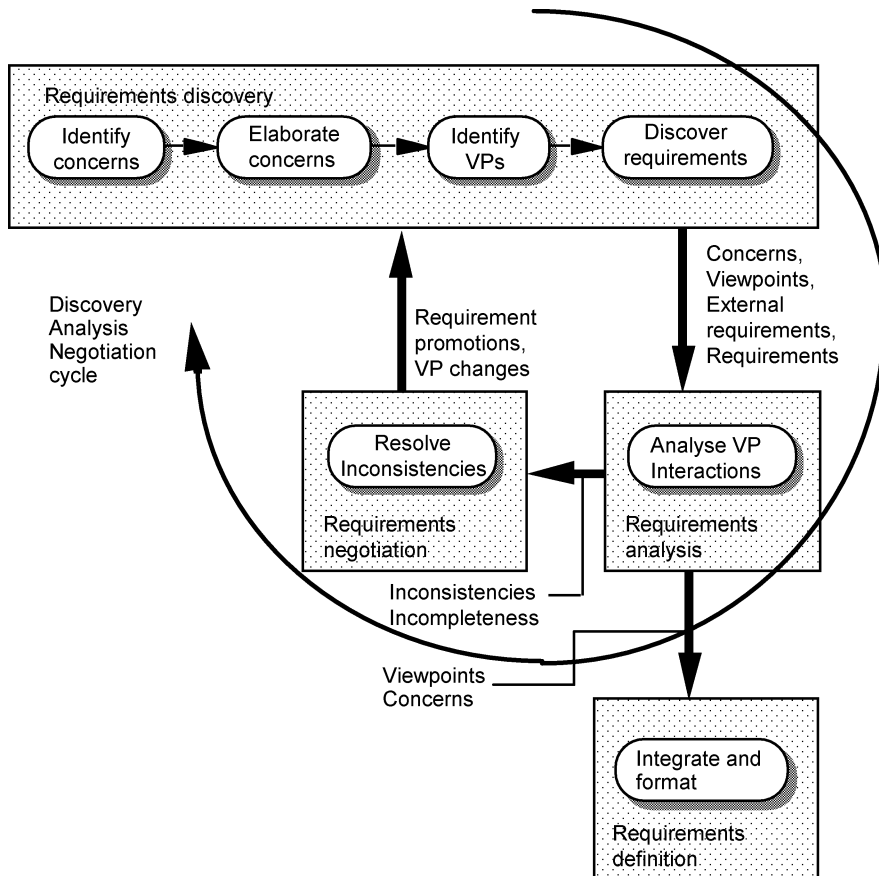 Requirements discovery
Identify
concerns
Elaborate
concerns
Identify
VPs
Discover
requirements
Concerns,
Viewpoints,
External
requirements,
Requirements
Discovery
Analysis
Negotiation
cycle
Requirement
promotions,
VP changes
Resolve
Inconsistencies
Requirements
negotiation
Analyse VP
Interactions
Requirements
analysis
Inconsistencies
Incompleteness
Viewpoints
Concerns
Integrate and
format
Requirements
definition